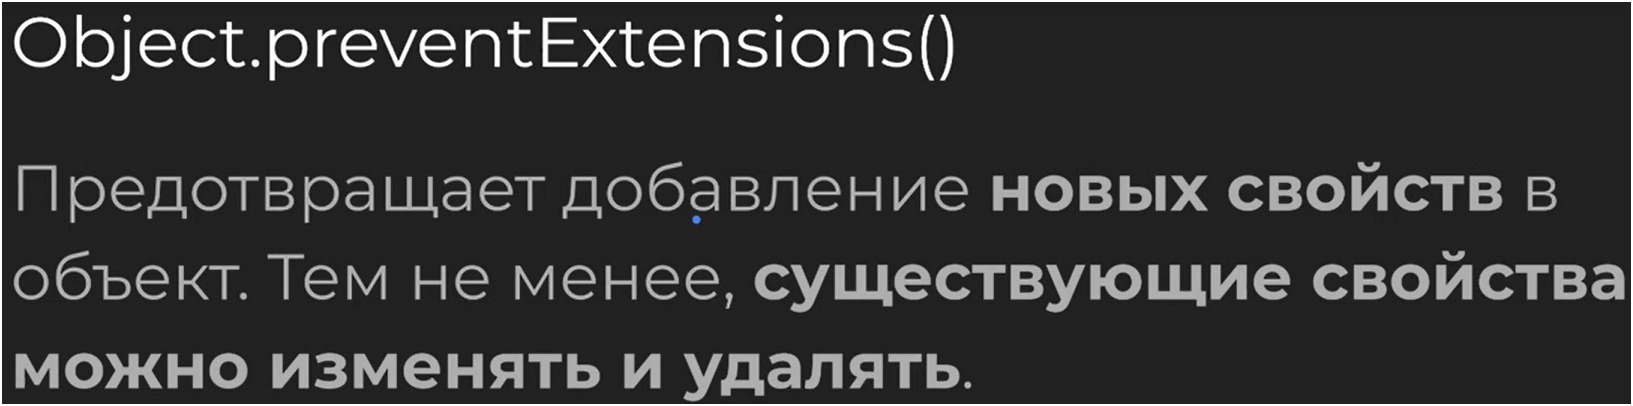 Object.preventExtensions()
Предотвращает добавление новых свойств в
объект. Тем не менее, существующие свойства
можно изменять и удалять.